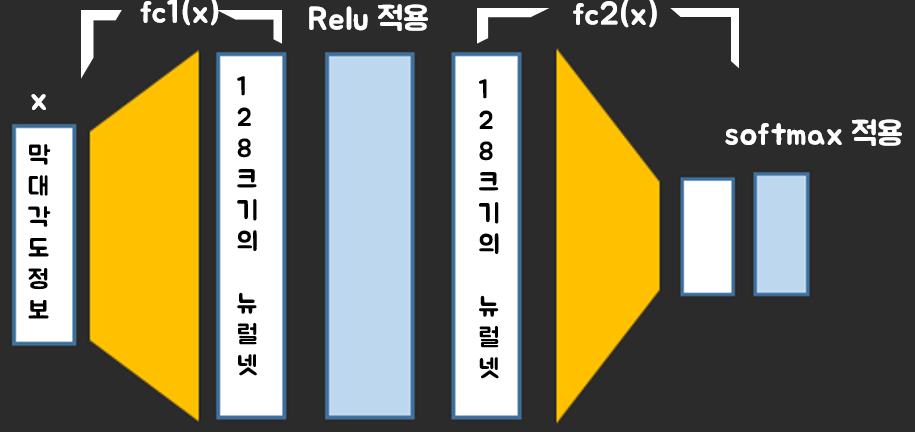 fc1(x)
Relu 적용
fc2(x)
x
softmax 적용
막대각도정보
128크기의 뉴럴넷
128크기의 뉴럴넷